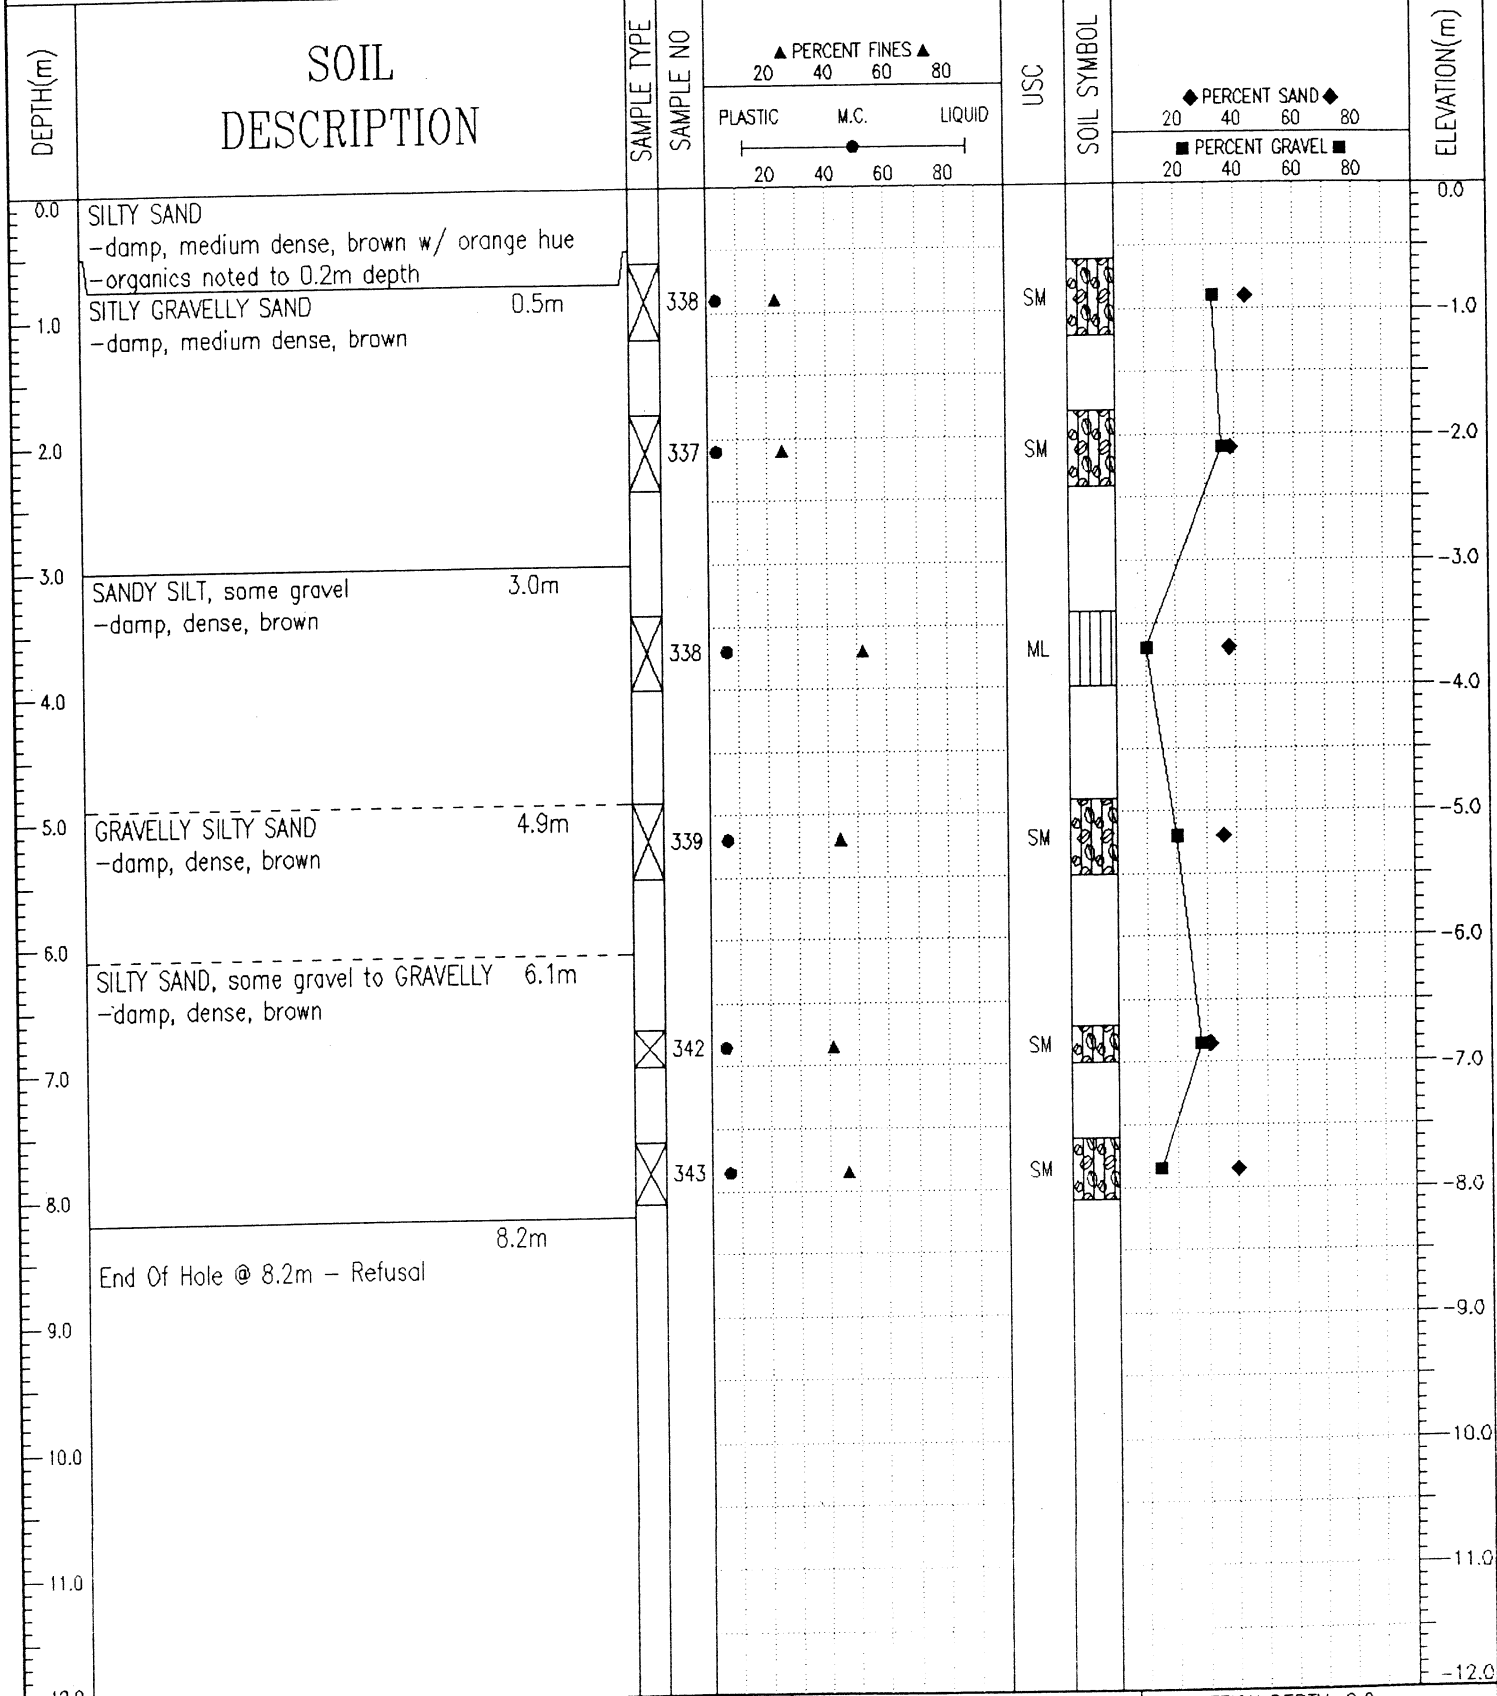 DEPTH(m)
SOIL
DESCRIPTION
SAMPLE TYPE
SAMPLE NO
▲ PERCENT FINES ▲
20 40 60 80
PLASTIC M.C. LIQUID
20 40 60 80
USC
SOIL SYMBOL
◆ PERCENT SAND ◆
20 40 60 80
■ PERCENT GRAVEL ■
20 40 60 80
ELEVATION(m)
0.0
SILTY SAND
-damp, medium dense, brown w/ orange hue
-organics noted to 0.2m depth
SITLY GRAVELLY SAND 0.5m
-damp, medium dense, brown
338 SM
1.0
-1.0
2.0
337 SM
-2.0
3.0
SANDY SILT, some gravel 3.0m
-damp, dense, brown
-3.0
338 ML
4.0
-4.0
5.0
GRAVELLY SILTY SAND 4.9m
-damp, dense, brown
-5.0
339 SM
6.0
SILTY SAND, some gravel to GRAVELLY 6.1m
-damp, dense, brown
-6.0
342 SM
7.0
-7.0
343 SM
8.0
-8.0
8.2m
End Of Hole @ 8.2m - Refusal
9.0
-9.0
10.0
-10.0
11.0
-11.0
-12.0
0.0